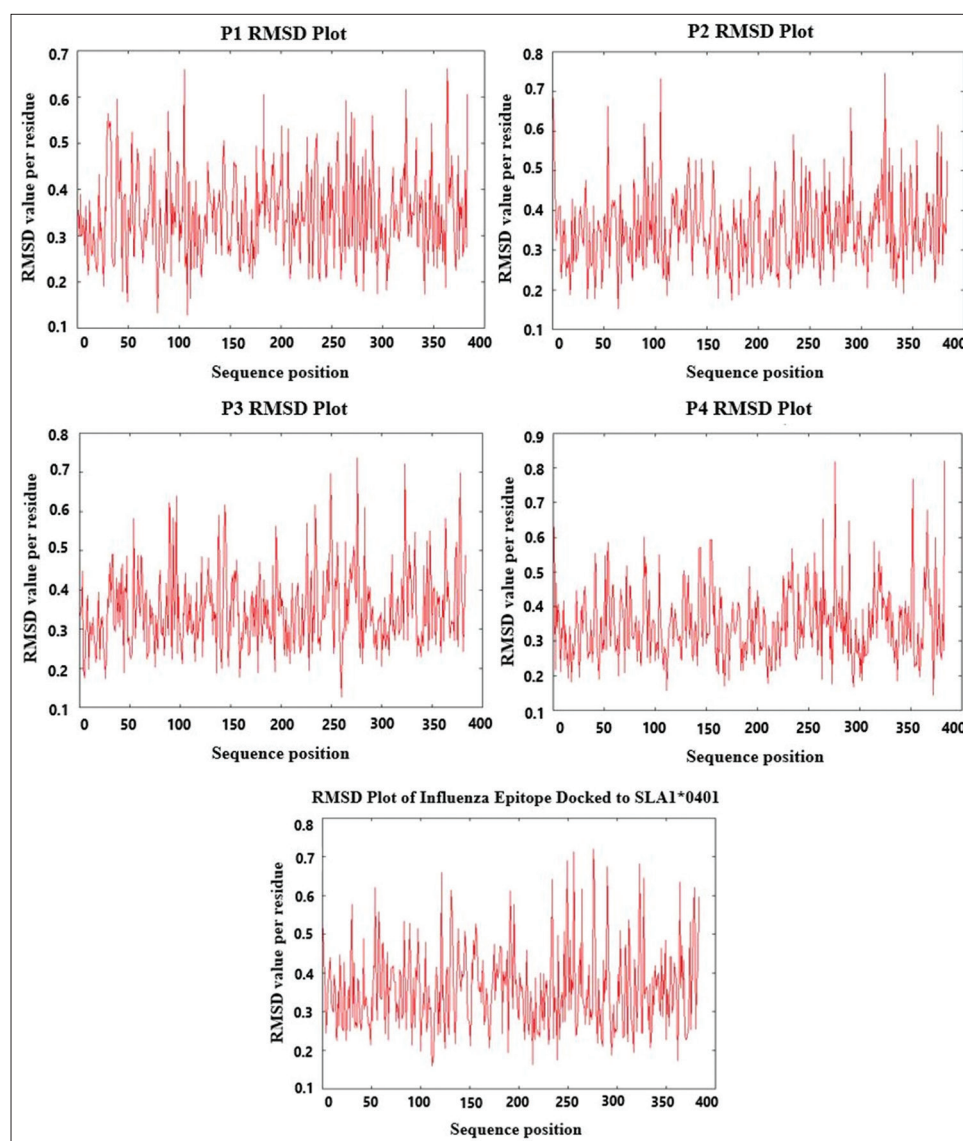 P1 RMSD Plot
RMSD value per residue
0.7
0.6
0.5
0.4
0.3
0.2
0.1
0 50 100 150 200 250 300 350 400
Sequence position
P2 RMSD Plot
RMSD value per residue
0.8
0.7
0.6
0.5
0.4
0.3
0.2
0.1
0 50 100 150 200 250 300 350 400
Sequence position
P3 RMSD Plot
RMSD value per residue
0.8
0.7
0.6
0.5
0.4
0.3
0.2
0.1
0 50 100 150 200 250 300 350 400
Sequence position
P4 RMSD Plot
RMSD value per residue
0.9
0.8
0.7
0.6
0.5
0.4
0.3
0.2
0.1
0 50 100 150 200 250 300 350 400
Sequence position
RMSD Plot of Influenza Epitope Docked to SLA1*0401
RMSD value per residue
0.8
0.7
0.6
0.5
0.4
0.3
0.2
0.1
0 50 100 150 200 250 300 350 400
Sequence position